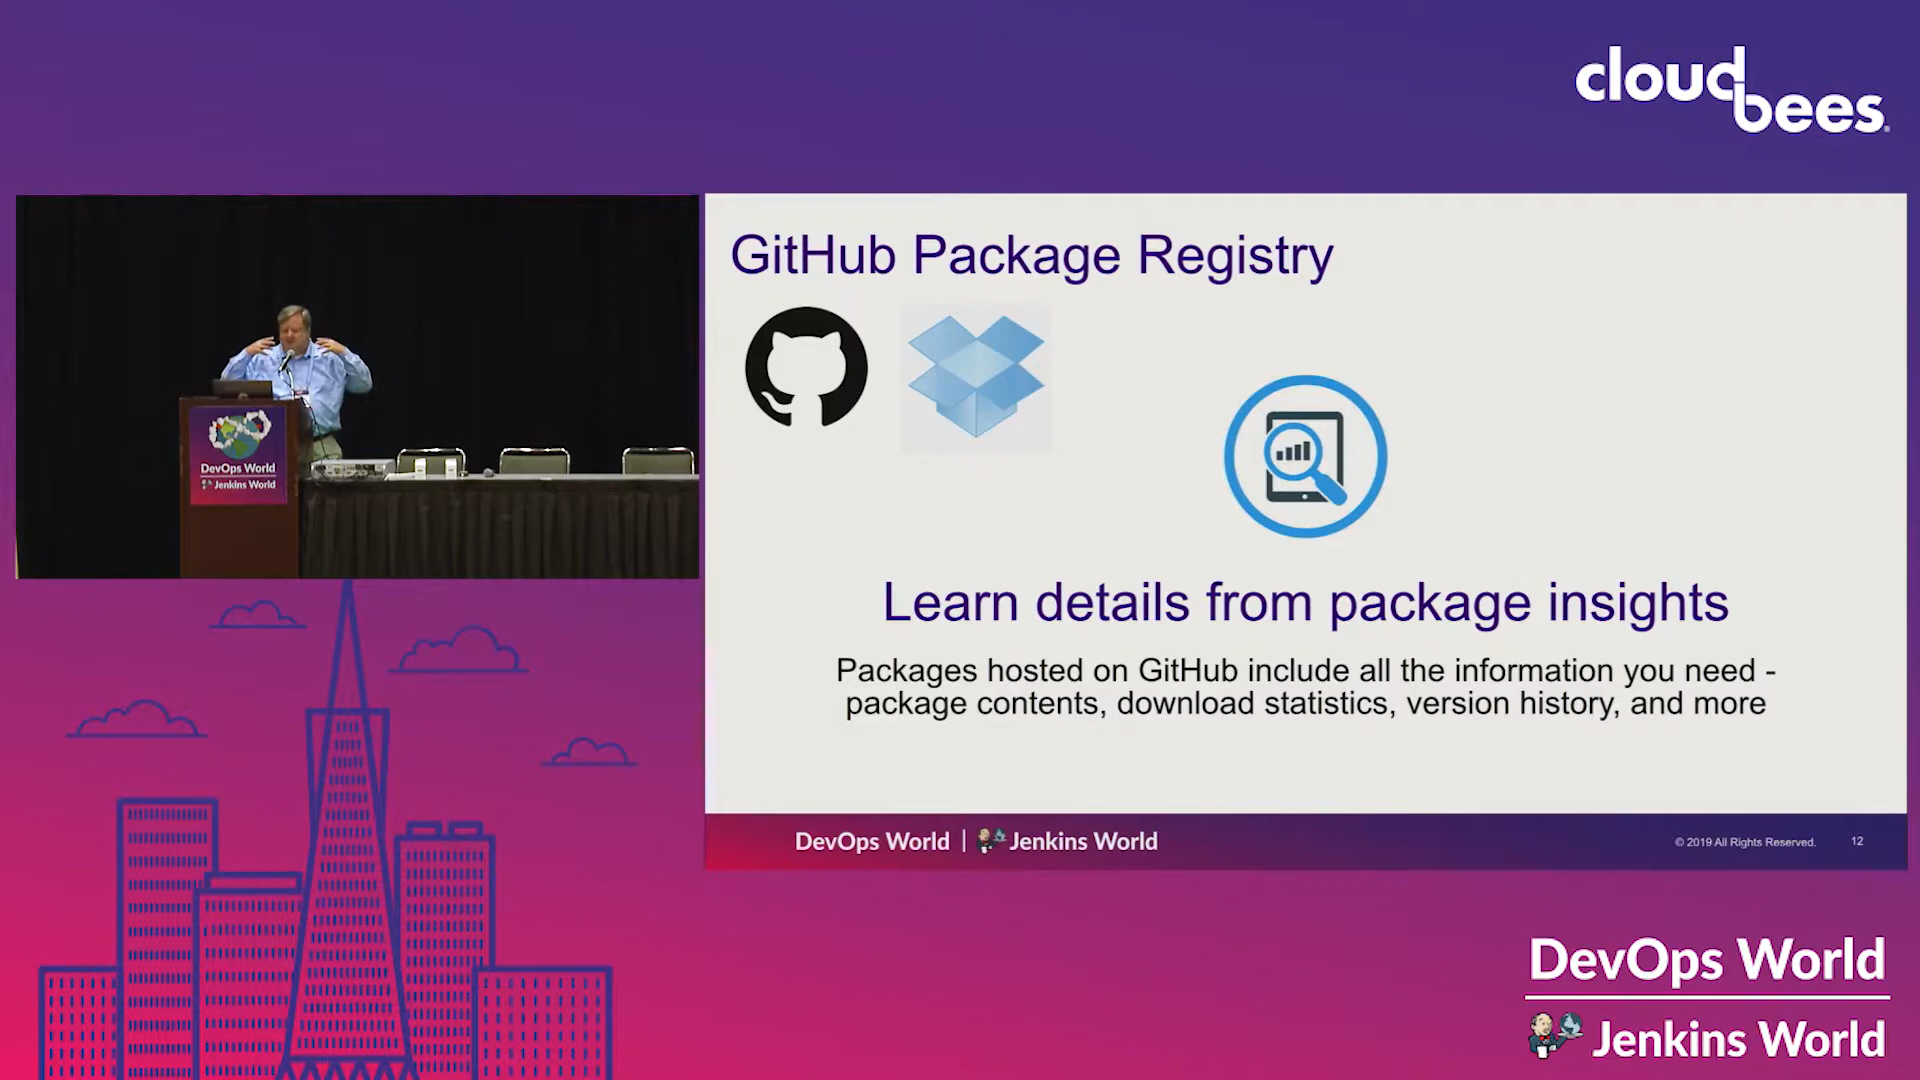 cloudbees
GitHub Package Registry
Learn details from package insights
Packages hosted on GitHub include all the information you need -
package contents, download statistics, version history, and more
DevOps World
Jenkins World
DevOps World | Jenkins World
© 2019 All Rights Reserved.
12
DevOps World
Jenkins World